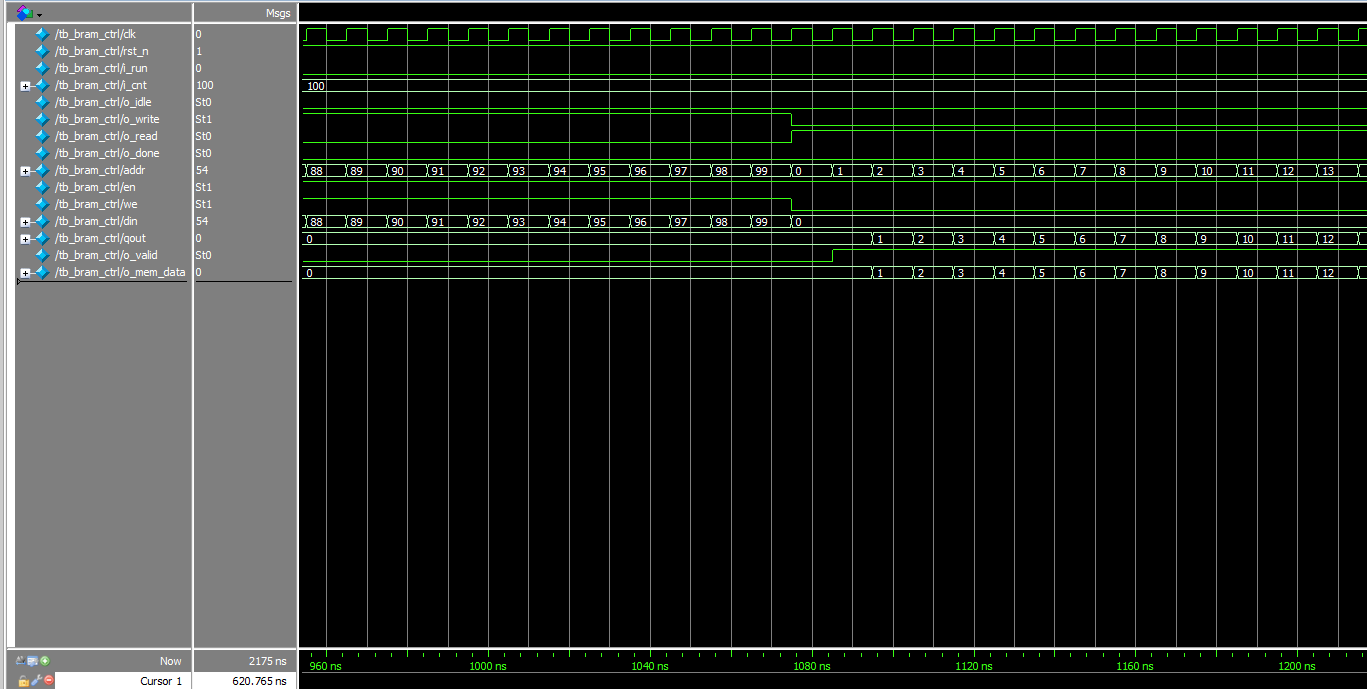 Msgs
/tb_bram_ctrl/clk 0
/tb_bram_ctrl/rst_n 1
/tb_bram_ctrl/i_run 0
/tb_bram_ctrl/i_cnt 100 100
/tb_bram_ctrl/o_idle St0
/tb_bram_ctrl/o_write St1
/tb_bram_ctrl/o_read St0
/tb_bram_ctrl/o_done St0
/tb_bram_ctrl/addr 54 88 89 90 91 92 93 94 95 96 97 98 99 0 1 2 3 4 5 6 7 8 9 10 11 12 13
/tb_bram_ctrl/en St1
/tb_bram_ctrl/we St1
/tb_bram_ctrl/din 54 88 89 90 91 92 93 94 95 96 97 98 99 0
/tb_bram_ctrl/qout 0 0 1 2 3 4 5 6 7 8 9 10 11 12
/tb_bram_ctrl/o_valid St0
/tb_bram_ctrl/o_mem_data 0 0 1 2 3 4 5 6 7 8 9 10 11 12
Now 2175 ns 960 ns 1000 ns 1040 ns 1080 ns 1120 ns 1160 ns 1200 ns
Cursor 1 620.765 ns